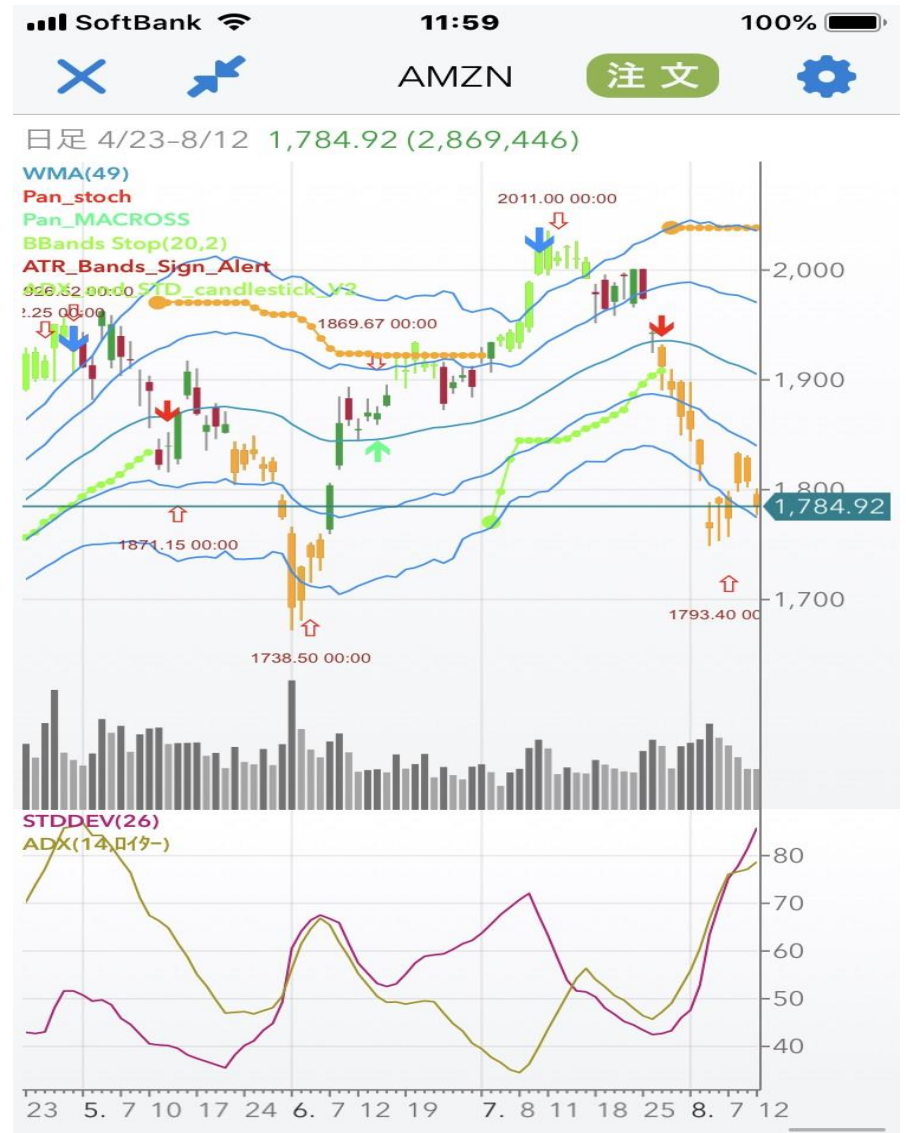 SoftBank 11:59 100%
AMZN 注文
日足 4/23-8/12 1,784.92 (2,869,446)
WMA(49)
Pan_stoch
Pan_MACROSS
BBands Stop(20,2)
ATR_Bands_Sign_Alert
ADX_and_STD_candlestick_V2
2011.00 00:00
1869.67 00:00
1871.15 00:00
1738.50 00:00
1793.40 00
2,000
1,900
1,800
1,784.92
1,700
STDDEV(26)
ADX(14,ロイター)
80
70
60
50
40
23 5. 7 10 17 24 6. 7 12 19 7. 8 11 18 25 8. 7 12